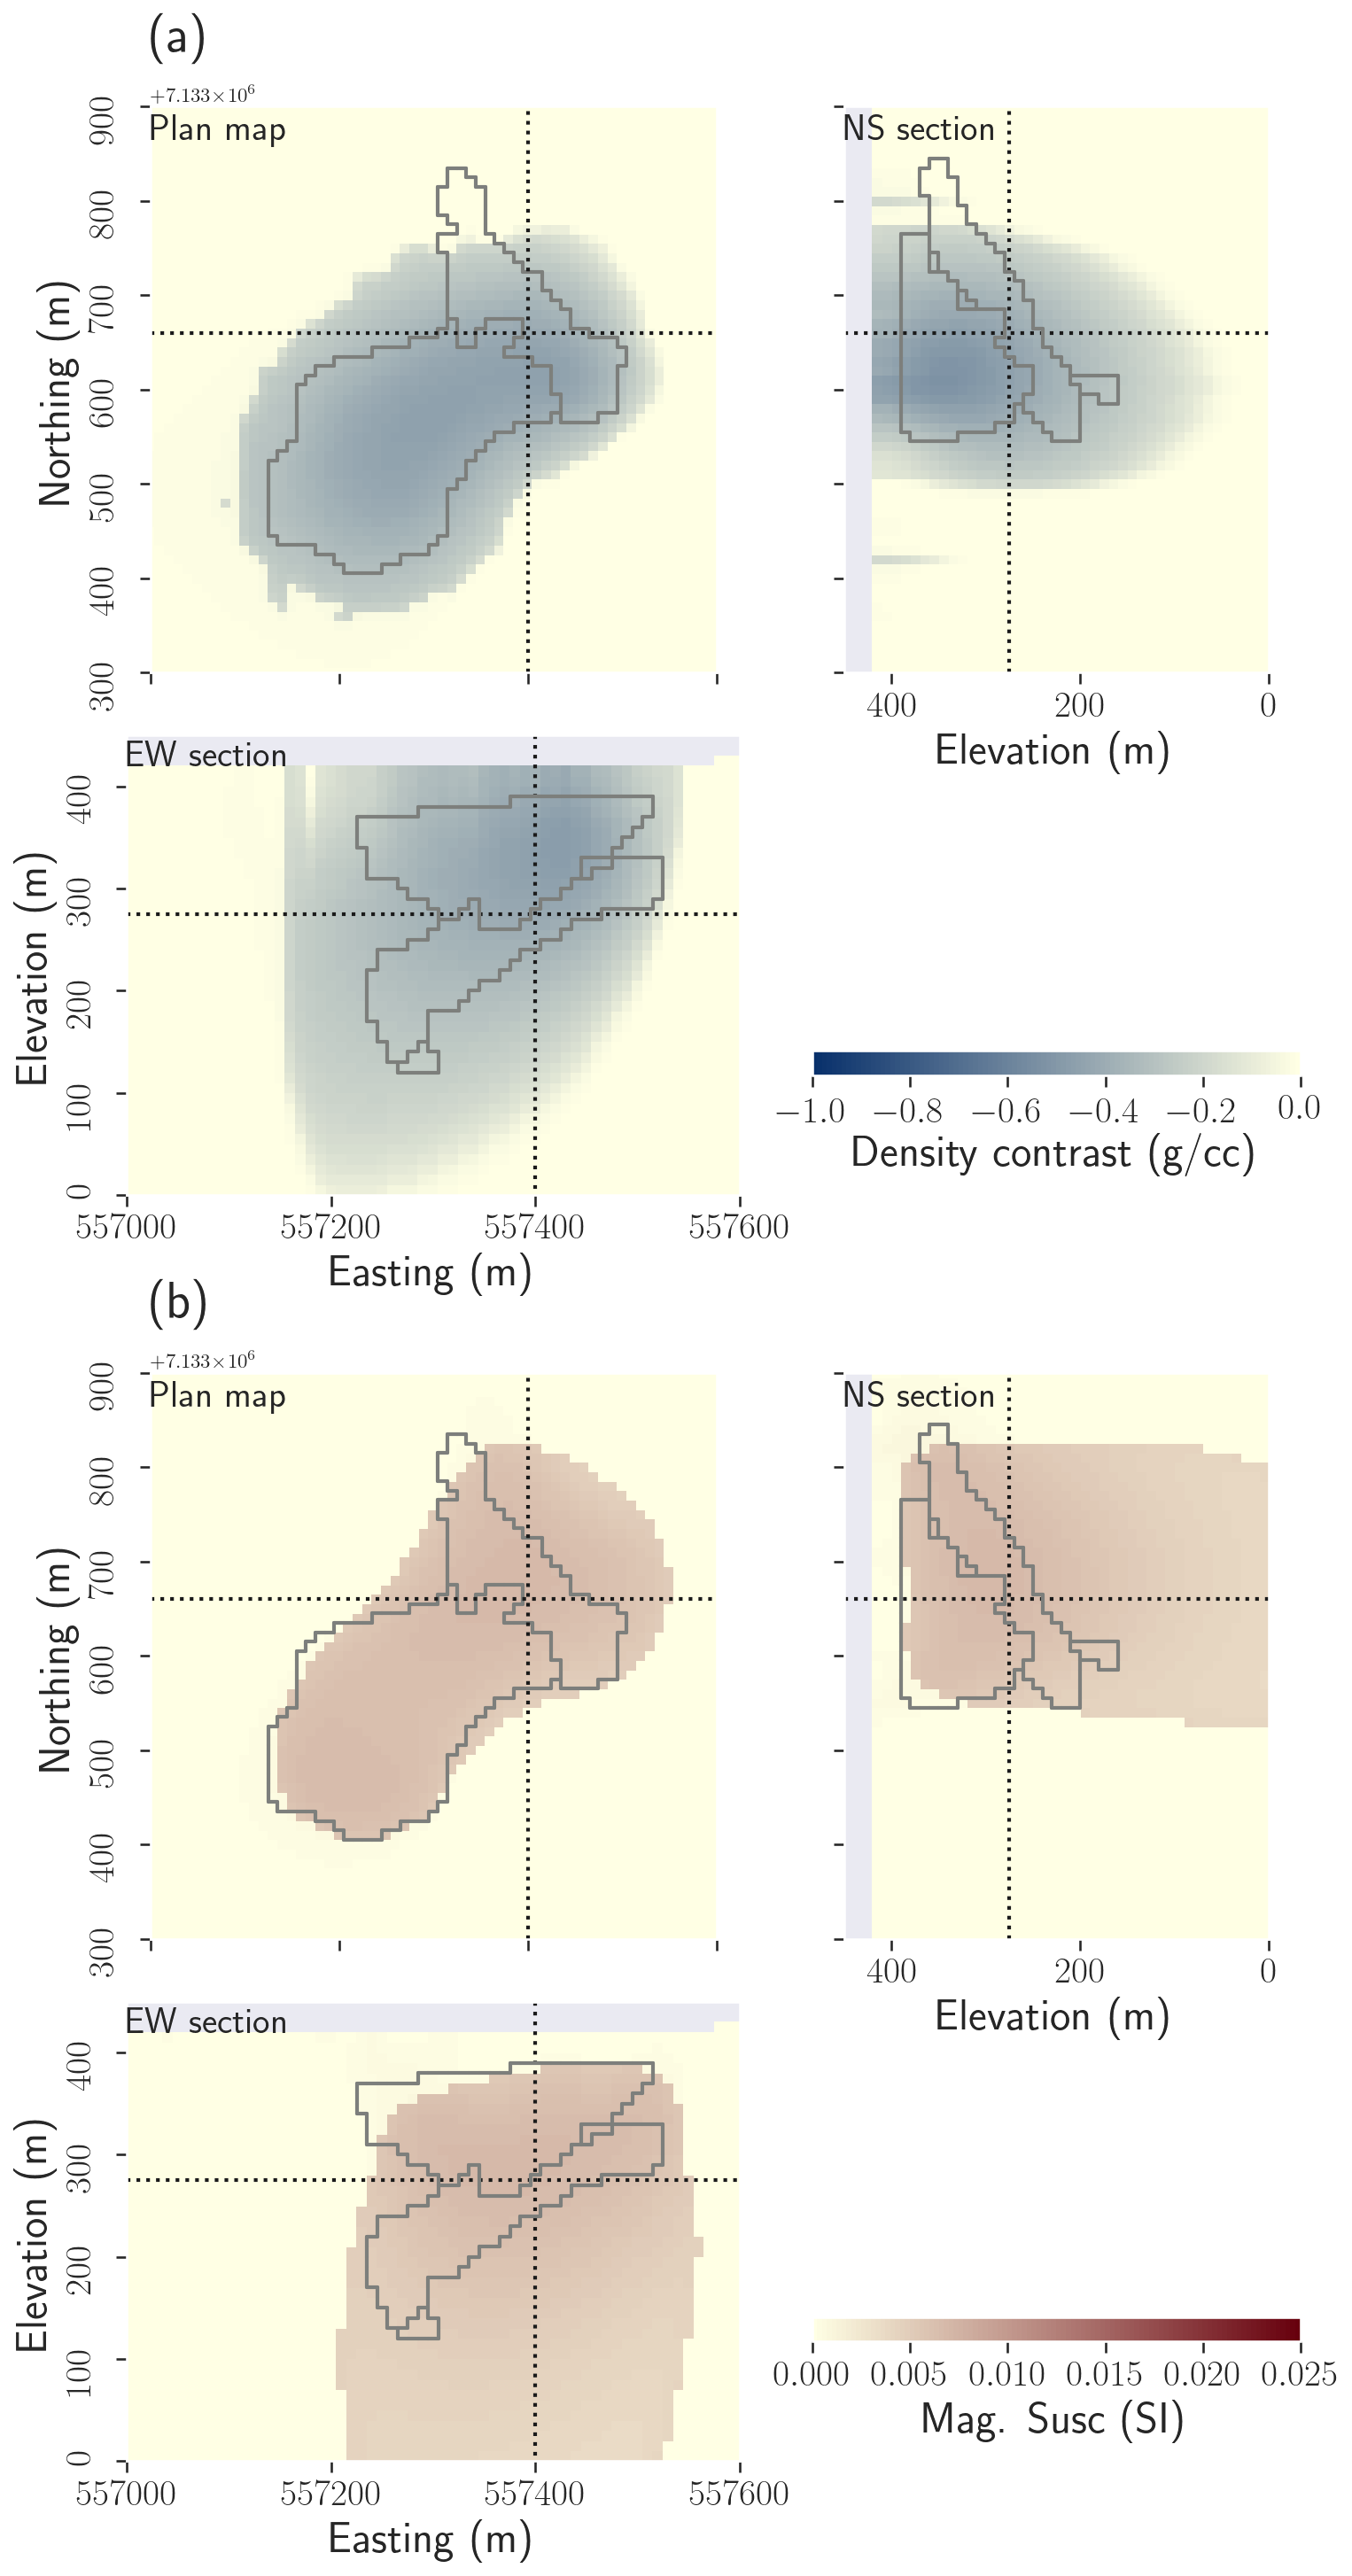 (a)
+7.133×10⁶
Plan map
NS section
Northing (m)
900
800
700
600
500
400
300
400 200 0
Elevation (m)
EW section
Elevation (m)
400
300
200
100
0
557000 557200 557400 557600
Easting (m)
−1.0 −0.8 −0.6 −0.4 −0.2 0.0
Density contrast (g/cc)
(b)
+7.133×10⁶
Plan map
NS section
Northing (m)
900
800
700
600
500
400
300
400 200 0
Elevation (m)
EW section
Elevation (m)
400
300
200
100
0
557000 557200 557400 557600
Easting (m)
0.000 0.005 0.010 0.015 0.020 0.025
Mag. Susc (SI)